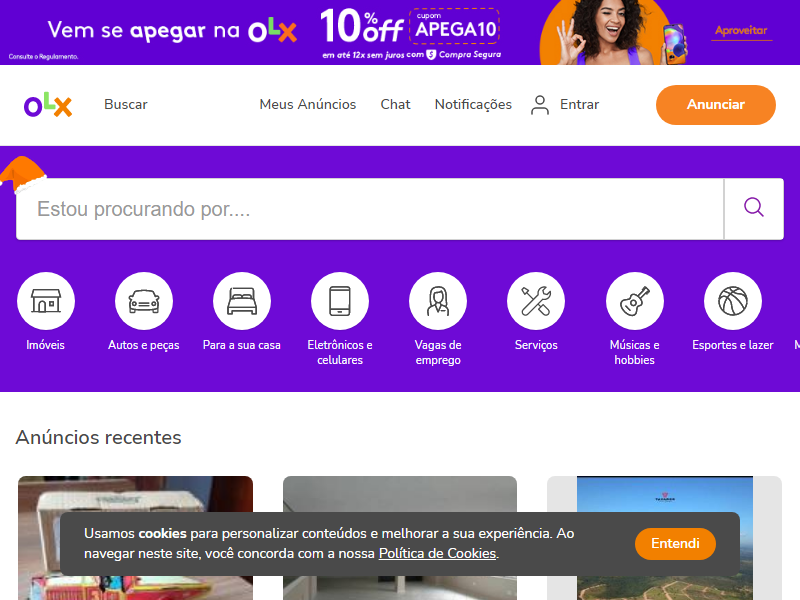 Vem se apegar na OLX
10% off
cupom
APEGA10
em até 12x sem juros com Compra Segura
Aproveitar
Consulte o Regulamento.
OLX
Buscar
Meus Anúncios
Chat
Notificações
Entrar
Anunciar
Estou procurando por....
Imóveis
Autos e peças
Para a sua casa
Eletrônicos e
celulares
Vagas de
emprego
Serviços
Músicas e
hobbies
Esportes e lazer
M
Anúncios recentes
Usamos cookies para personalizar conteúdos e melhorar a sua experiência. Ao
navegar neste site, você concorda com a nossa Política de Cookies.
Entendi